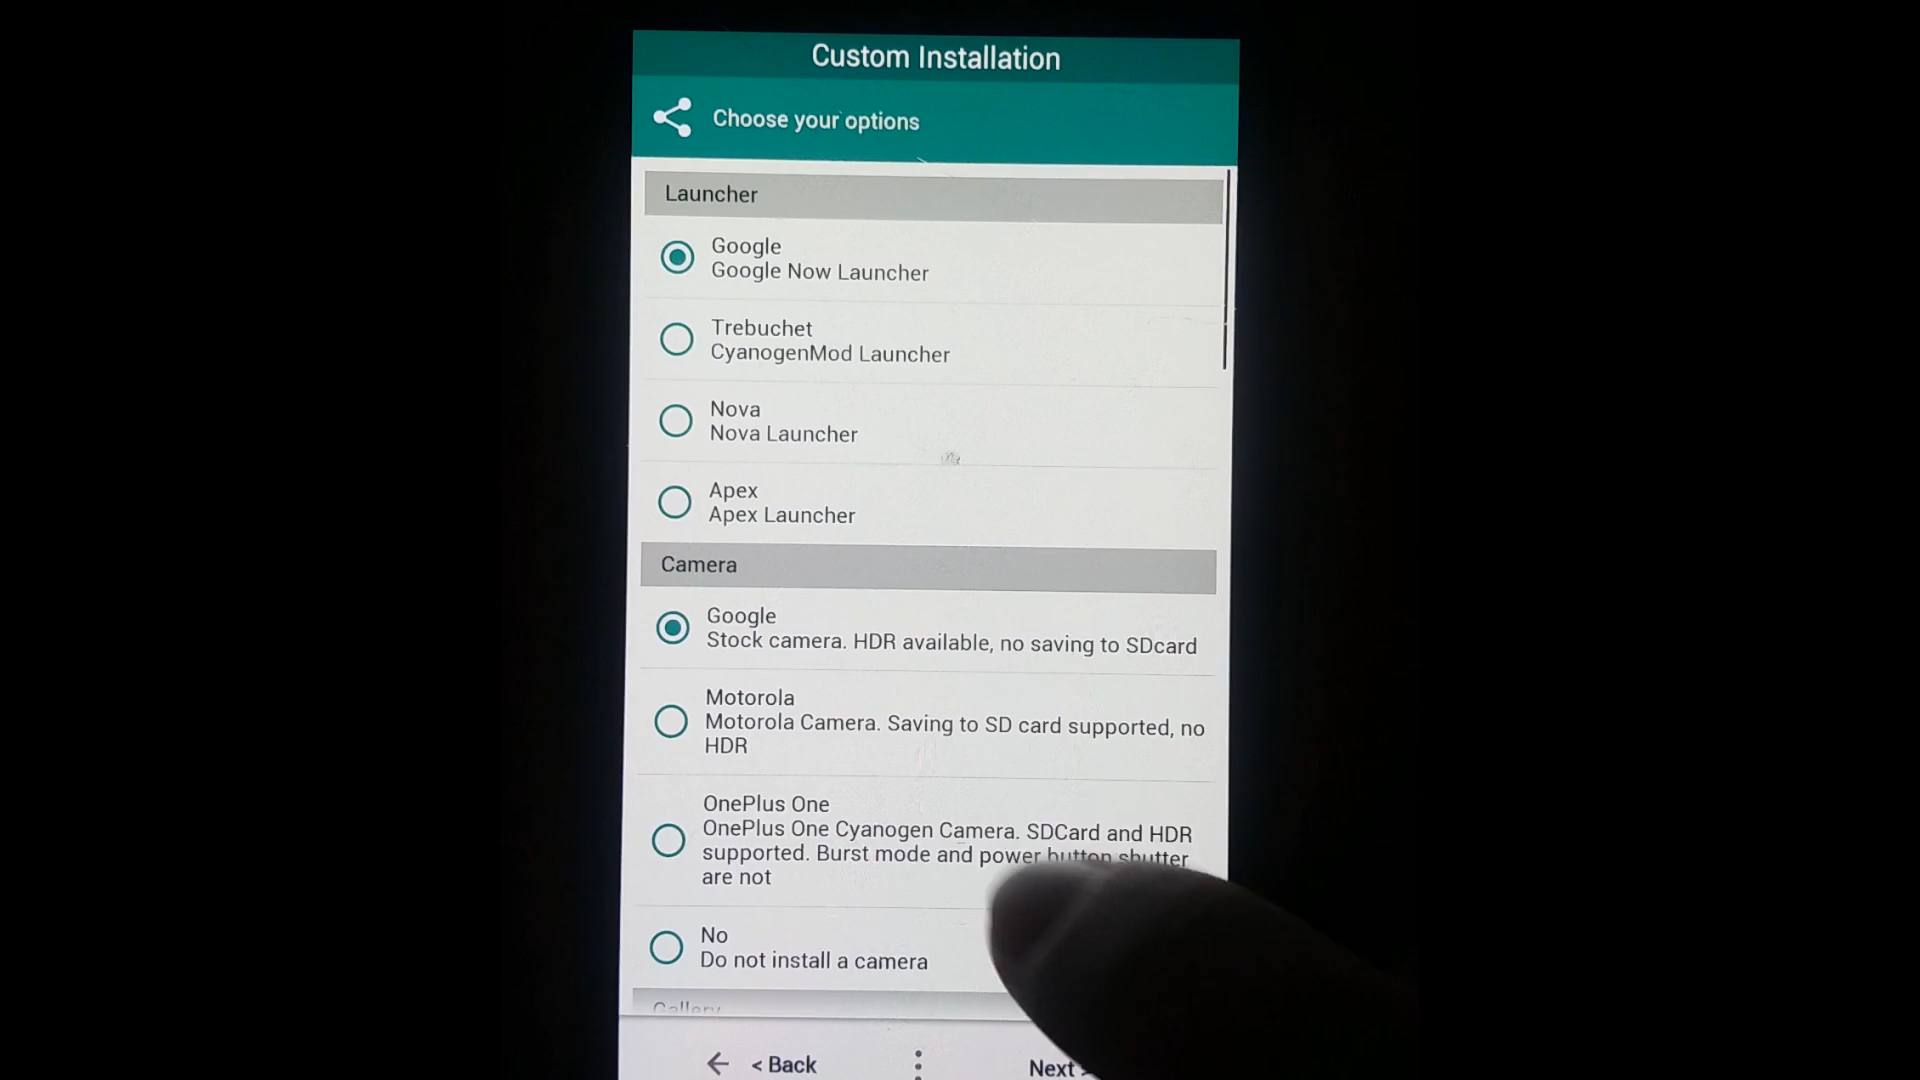 Custom Installation
Choose your options
Launcher
Google
Google Now Launcher
Trebuchet
CyanogenMod Launcher
Nova
Nova Launcher
Apex
Apex Launcher
Camera
Google
Stock camera. HDR available, no saving to SDcard
Motorola
Motorola Camera. Saving to SD card supported, no
HDR
OnePlus One
OnePlus One Cyanogen Camera. SDCard and HDR
supported. Burst mode and power button shutter
are not
No
Do not install a camera
Gallery
< Back
Next >